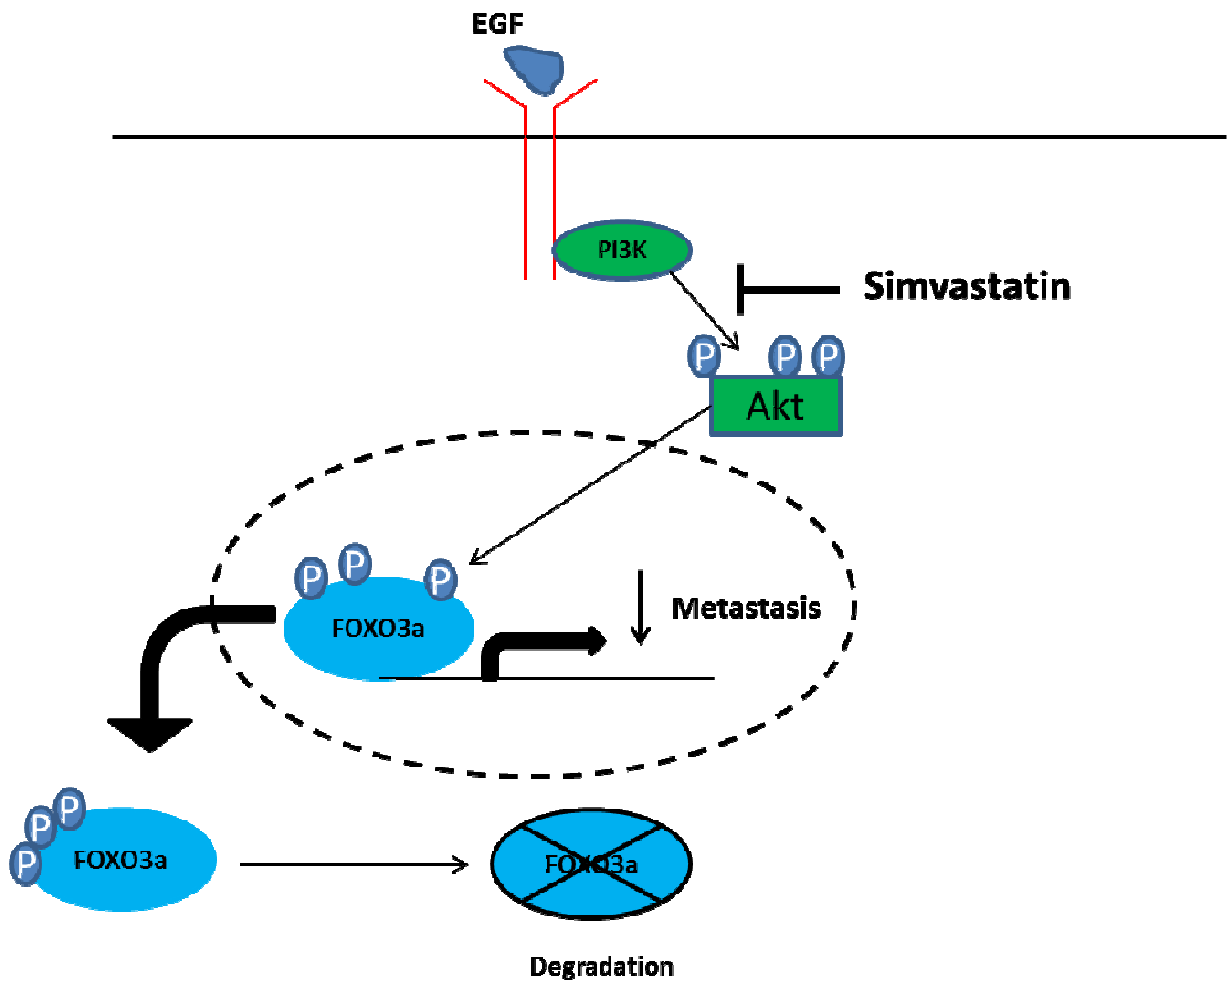 EGF
PI3K
Simvastatin
P
P
P
Akt
P
P
P
FOXO3a
Metastasis
P
P
P
FOXO3a
FOXO3a
Degradation